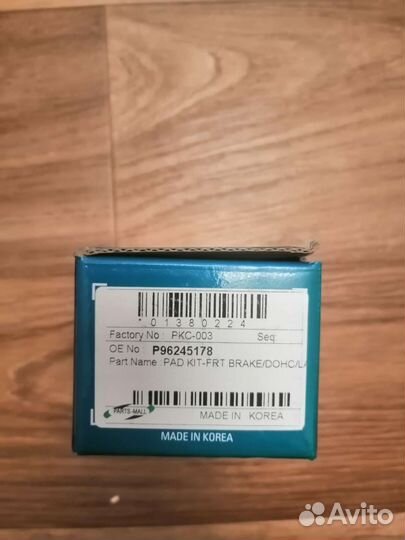 *01380224
Factory No : PKC-003 Seq:
OE No : P96245178
Part Name : PAD KIT-FRT BRAKE/DOHC/LA
PARTS-MALL
MADE IN KOREA
MADE IN KOREA
Avito